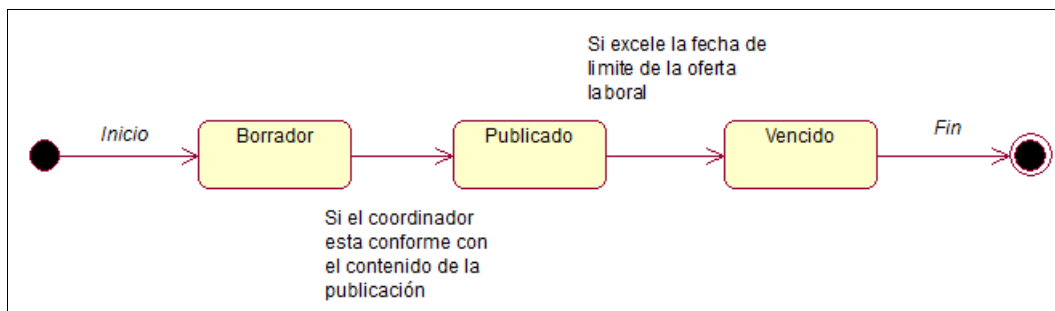 Si excele la fecha de
limite de la oferta
laboral
Inicio
Borrador
Publicado
Vencido
Fin
Si el coordinador
esta conforme con
el contenido de la
publicación